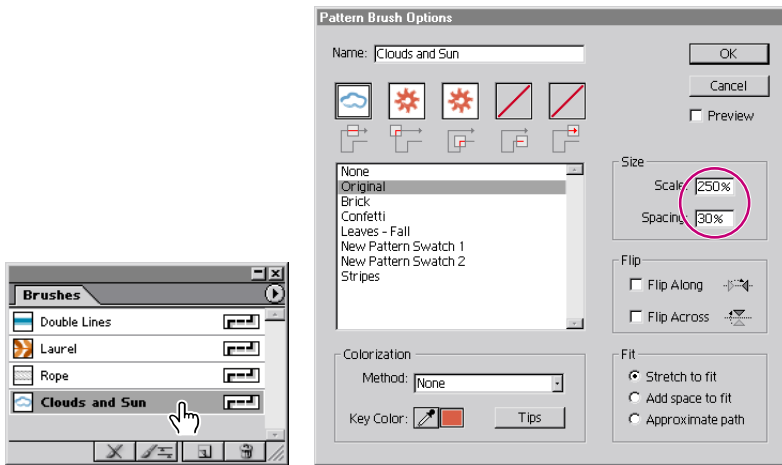 Brushes
Double Lines
Laurel
Rope
Clouds and Sun
Pattern Brush Options
Name: Clouds and Sun
OK
Cancel
Preview
None
Original
Brick
Confetti
Leaves - Fall
New Pattern Swatch 1
New Pattern Swatch 2
Stripes
Size
Scale: 250%
Spacing: 30%
Flip
Flip Along
Flip Across
Colorization
Method: None
Key Color:
Tips
Fit
Stretch to fit
Add space to fit
Approximate path